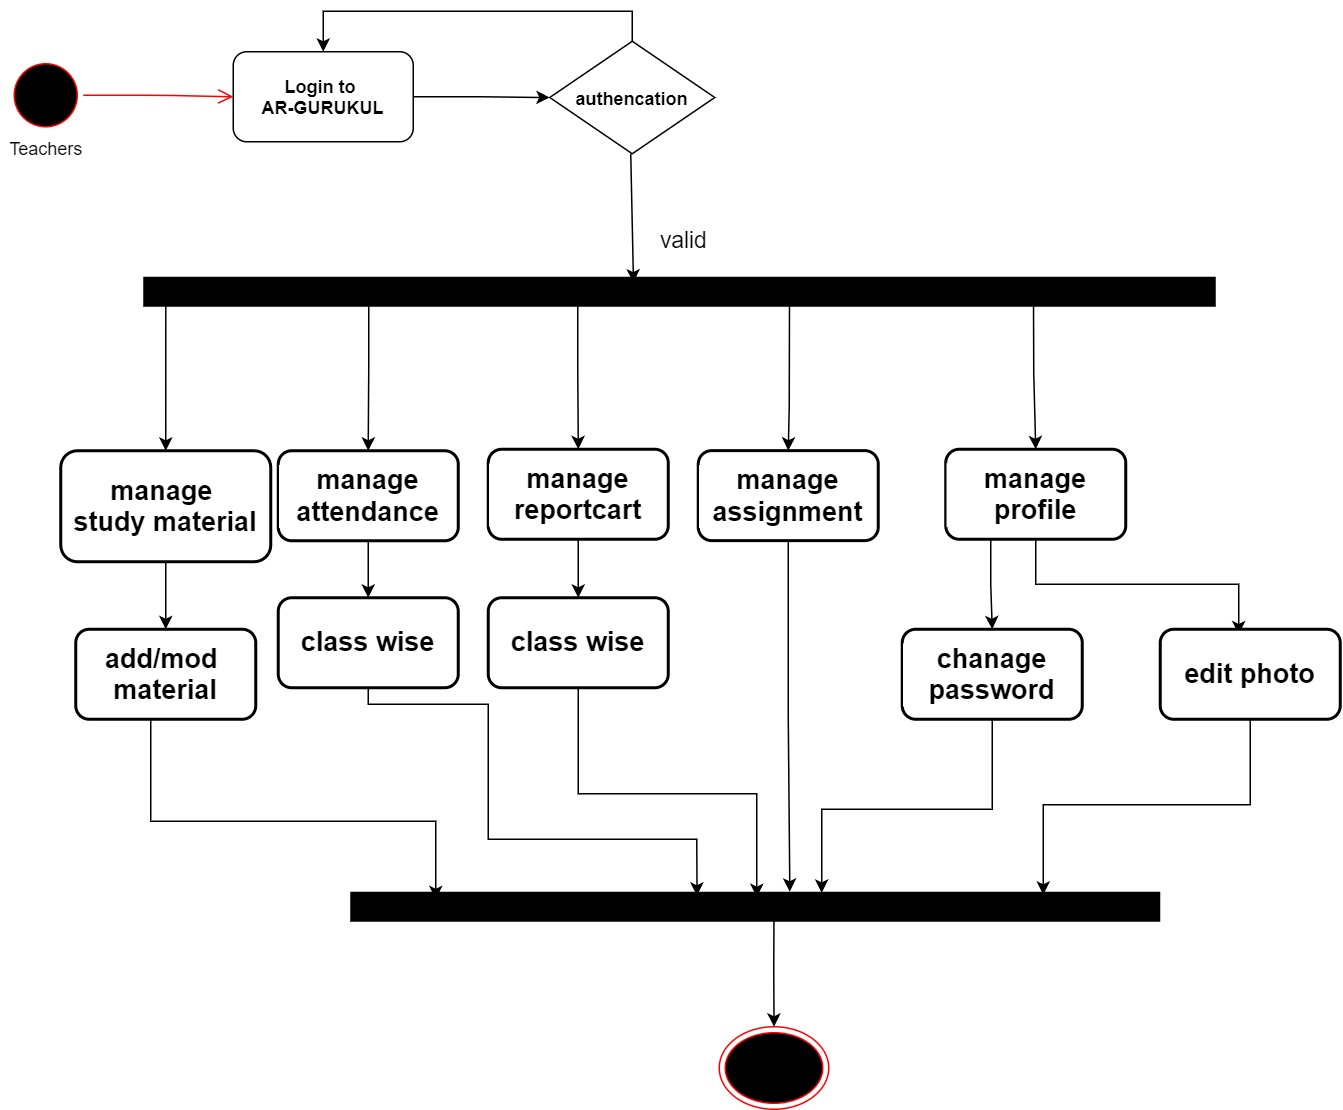 Login to
AR-GURUKUL
authencation
Teachers
valid
manage
study material
manage
attendance
manage
reportcart
manage
assignment
manage
profile
add/mod
material
class wise
class wise
chanage
password
edit photo